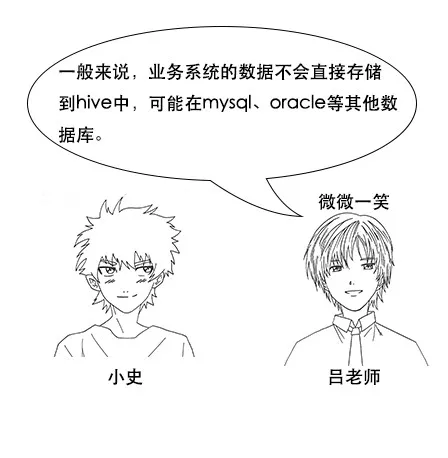 一般来说，业务系统的数据不会直接存储
到hive中，可能在mysql、oracle等其他数
据库。
微微一笑
小史
吕老师